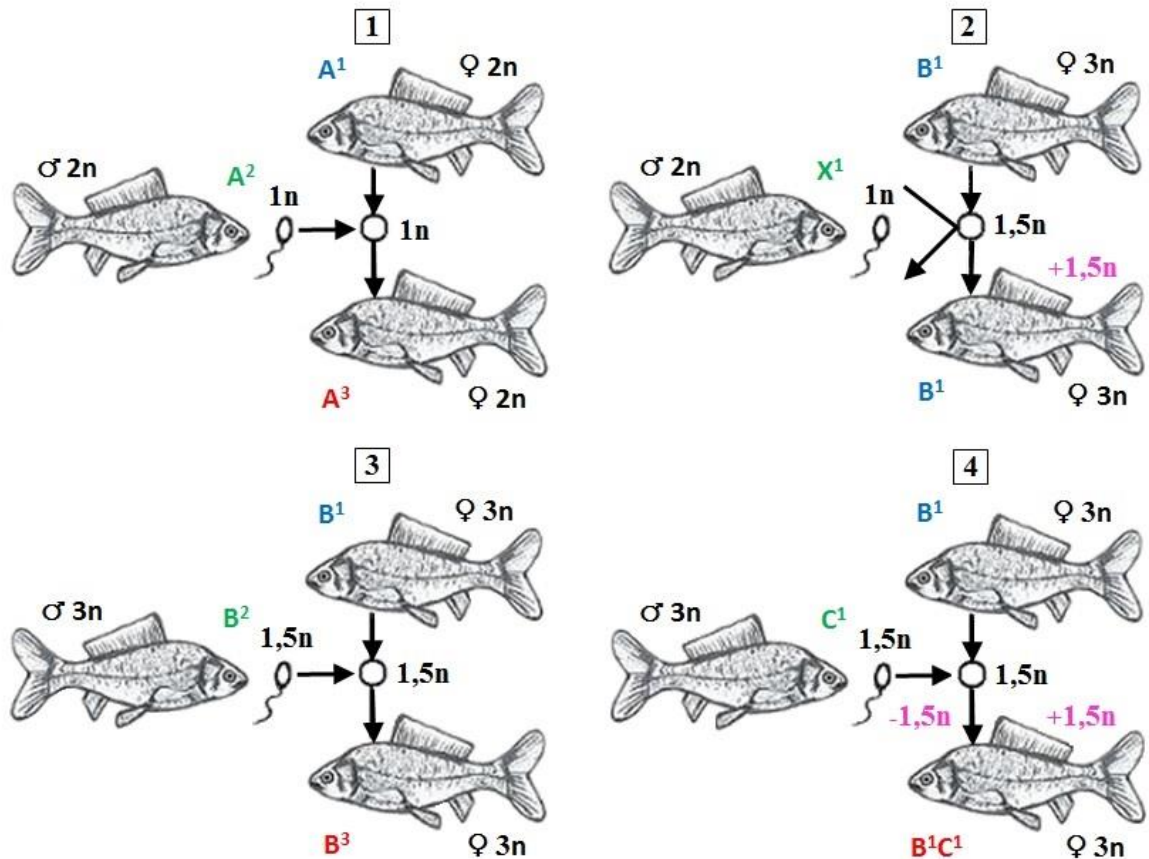 1
A¹ ♀ 2n
♂ 2n A² 1n 1n
A³ ♀ 2n
2
B¹ ♀ 3n
♂ 2n X¹ 1n 1,5n
+1,5n
B¹ ♀ 3n
3
B¹ ♀ 3n
♂ 3n B² 1,5n 1,5n
B³ ♀ 3n
4
B¹ ♀ 3n
♂ 3n C¹ 1,5n 1,5n
-1,5n +1,5n
B¹C¹ ♀ 3n